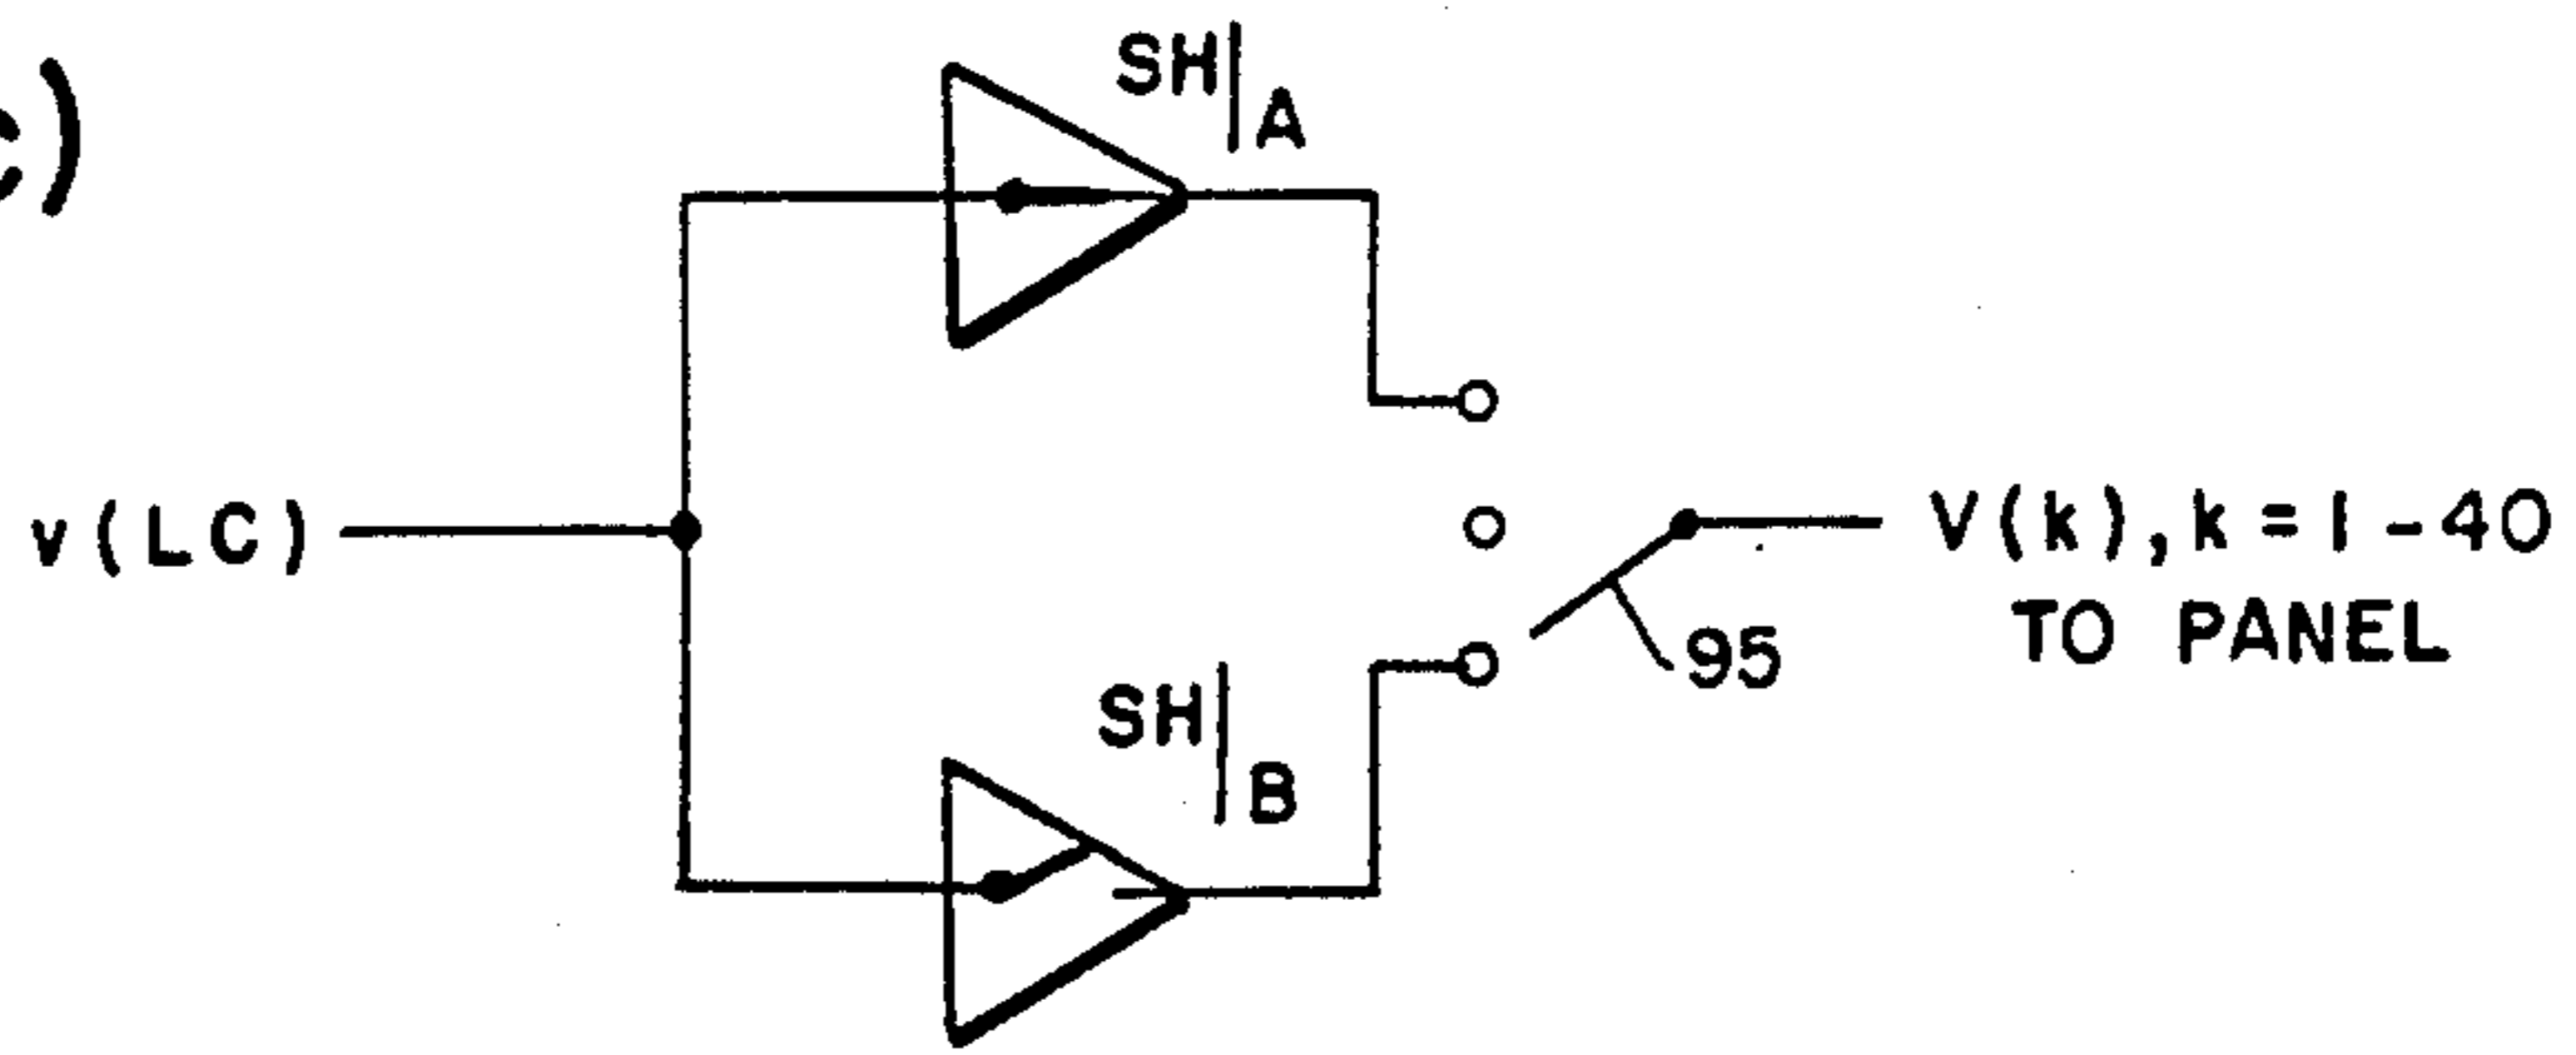 c)
SH|A
v(LC)
V(k), k = 1-40
TO PANEL
95
SH|B